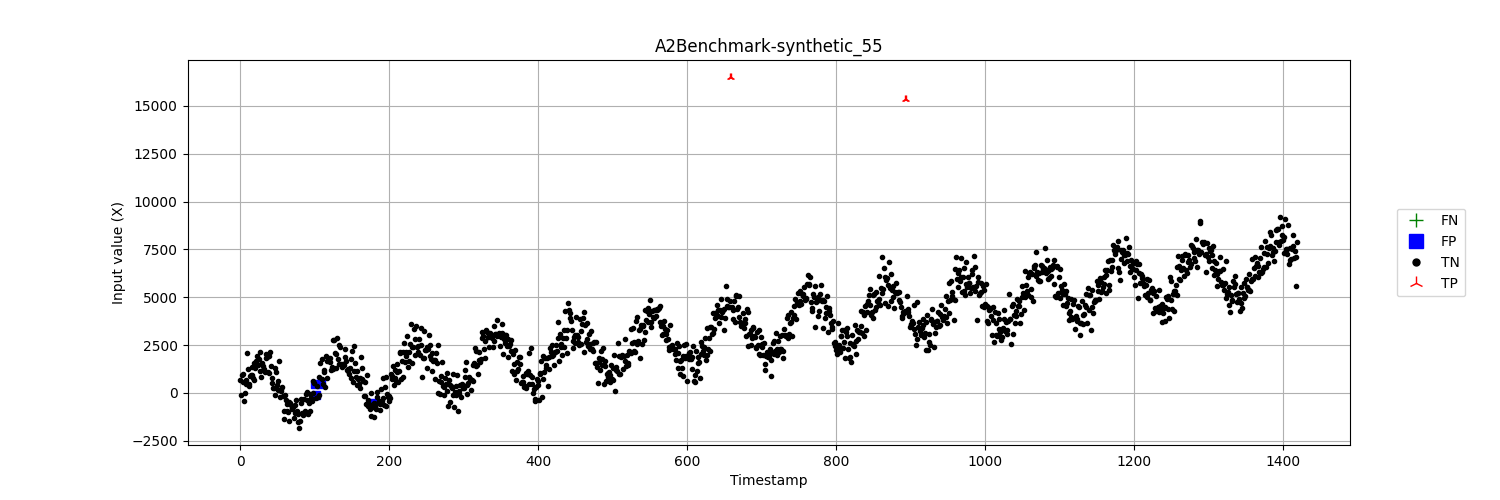 A2Benchmark-synthetic_55
Input value (X)
15000
12500
10000
7500
5000
2500
0
−2500
0 200 400 600 800 1000 1200 1400
Timestamp
FN
FP
TN
TP